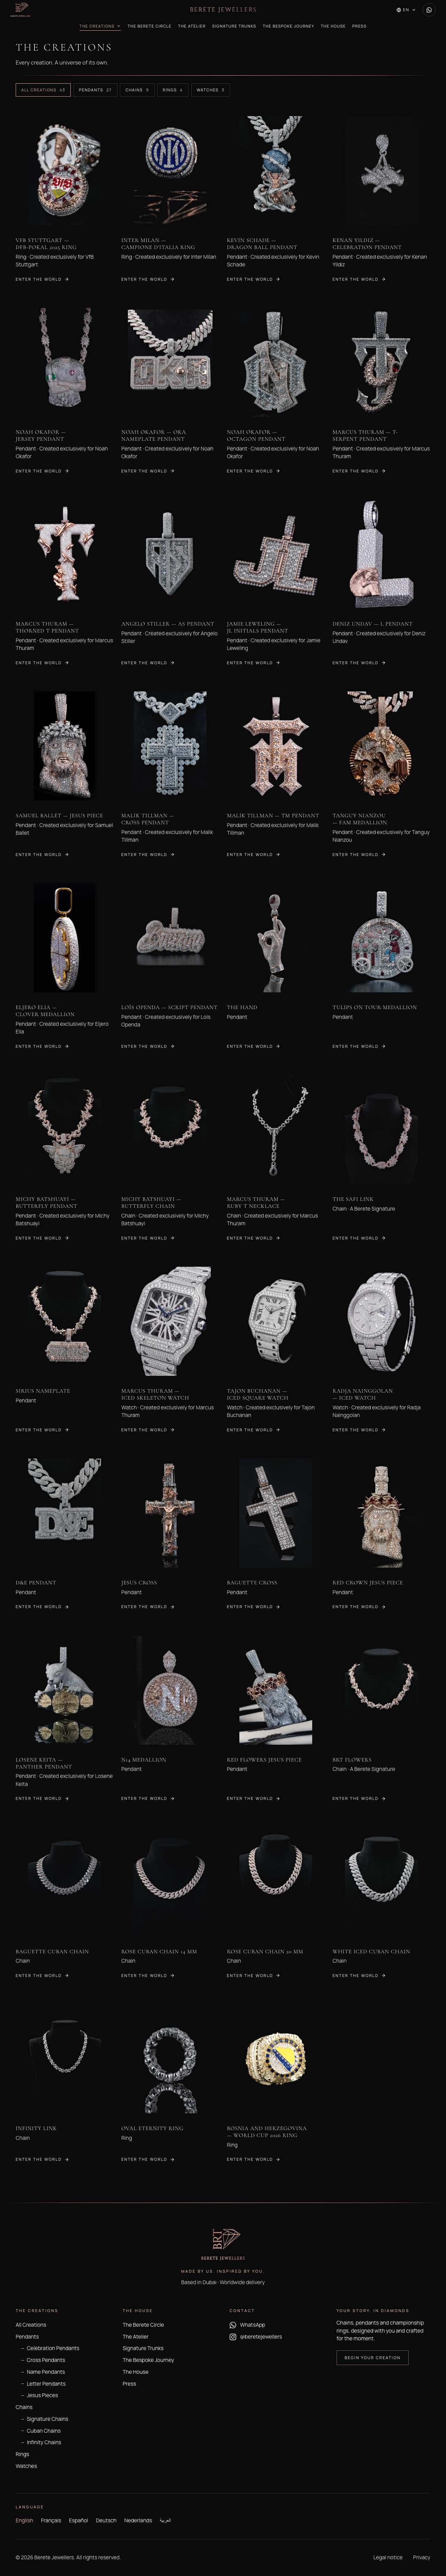 BERETE JEWELLERS
EN
THE CREATIONS
THE BERETE CIRCLE
THE ATELIER
SIGNATURE TRUNKS
THE BESPOKE JOURNEY
THE HOUSE
PRESS
THE CREATIONS
Every creation. A universe of its own.
ALL CREATIONS 43
PENDANTS 27
CHAINS 9
RINGS 4
WATCHES 3
VFB STUTTGART —
DFB-POKAL 2025 RING
Ring · Created exclusively for VfB
Stuttgart
ENTER THE WORLD →
INTER MILAN —
CAMPIONE D'ITALIA RING
Ring · Created exclusively for Inter Milan
ENTER THE WORLD →
KEVIN SCHADE —
DRAGON BALL PENDANT
Pendant · Created exclusively for Kevin
Schade
ENTER THE WORLD →
KENAN YILDIZ —
CELEBRATION PENDANT
Pendant · Created exclusively for Kenan
Yildiz
ENTER THE WORLD →
NOAH OKAFOR —
JERSEY PENDANT
Pendant · Created exclusively for Noah
Okafor
ENTER THE WORLD →
NOAH OKAFOR — OKA
NAMEPLATE PENDANT
Pendant · Created exclusively for Noah
Okafor
ENTER THE WORLD →
NOAH OKAFOR —
OCTAGON PENDANT
Pendant · Created exclusively for Noah
Okafor
ENTER THE WORLD →
MARCUS THURAM — T-
SERPENT PENDANT
Pendant · Created exclusively for Marcus
Thuram
ENTER THE WORLD →
MARCUS THURAM —
THORNED T PENDANT
Pendant · Created exclusively for Marcus
Thuram
ENTER THE WORLD →
ANGELO STILLER — AS PENDANT
Pendant · Created exclusively for Angelo
Stiller
ENTER THE WORLD →
JAMIE LEWELING —
JL INITIALS PENDANT
Pendant · Created exclusively for Jamie
Leweling
ENTER THE WORLD →
DENIZ UNDAV — L PENDANT
Pendant · Created exclusively for Deniz
Undav
ENTER THE WORLD →
SAMUEL BALLET — JESUS PIECE
Pendant · Created exclusively for Samuel
Ballet
ENTER THE WORLD →
MALIK TILLMAN —
CROSS PENDANT
Pendant · Created exclusively for Malik
Tillman
ENTER THE WORLD →
MALIK TILLMAN — TM PENDANT
Pendant · Created exclusively for Malik
Tillman
ENTER THE WORLD →
TANGUY NIANZOU
— FAM MEDALLION
Pendant · Created exclusively for Tanguy
Nianzou
ENTER THE WORLD →
ELJERO ELIA —
CLOVER MEDALLION
Pendant · Created exclusively for Eljero
Elia
ENTER THE WORLD →
LOÏS OPENDA — SCRIPT PENDANT
Pendant · Created exclusively for Loïs
Openda
ENTER THE WORLD →
THE HAND
Pendant
ENTER THE WORLD →
TULIPS ON TOUR MEDALLION
Pendant
ENTER THE WORLD →
MICHY BATSHUAYI —
BUTTERFLY PENDANT
Pendant · Created exclusively for Michy
Batshuayi
ENTER THE WORLD →
MICHY BATSHUAYI —
BUTTERFLY CHAIN
Chain · Created exclusively for Michy
Batshuayi
ENTER THE WORLD →
MARCUS THURAM —
RUBY T NECKLACE
Chain · Created exclusively for Marcus
Thuram
ENTER THE WORLD →
THE SAFI LINK
Chain · A Berete Signature
ENTER THE WORLD →
SIRIUS NAMEPLATE
Pendant
ENTER THE WORLD →
MARCUS THURAM —
ICED SKELETON WATCH
Watch · Created exclusively for Marcus
Thuram
ENTER THE WORLD →
TAJON BUCHANAN —
ICED SQUARE WATCH
Watch · Created exclusively for Tajon
Buchanan
ENTER THE WORLD →
RADJA NAINGGOLAN
— ICED WATCH
Watch · Created exclusively for Radja
Nainggolan
ENTER THE WORLD →
D&E PENDANT
Pendant
ENTER THE WORLD →
JESUS CROSS
Pendant
ENTER THE WORLD →
BAGUETTE CROSS
Pendant
ENTER THE WORLD →
RED CROWN JESUS PIECE
Pendant
ENTER THE WORLD →
LOSENE KEITA —
PANTHER PENDANT
Pendant · Created exclusively for Losene
Keita
ENTER THE WORLD →
N14 MEDALLION
Pendant
ENTER THE WORLD →
RED FLOWERS JESUS PIECE
Pendant
ENTER THE WORLD →
BRT FLOWERS
Chain · A Berete Signature
ENTER THE WORLD →
BAGUETTE CUBAN CHAIN
Chain
ENTER THE WORLD →
ROSE CUBAN CHAIN 14 MM
Chain
ENTER THE WORLD →
ROSE CUBAN CHAIN 20 MM
Chain
ENTER THE WORLD →
WHITE ICED CUBAN CHAIN
Chain
ENTER THE WORLD →
INFINITY LINK
Chain
ENTER THE WORLD →
OVAL ETERNITY RING
Ring
ENTER THE WORLD →
BOSNIA AND HERZEGOVINA
— WORLD CUP 2026 RING
Ring
ENTER THE WORLD →
BRT
BERETE JEWELLERS
MADE BY US. INSPIRED BY YOU.
Based in Dubai · Worldwide delivery
THE CREATIONS
All Creations
Pendants
— Celebration Pendants
— Cross Pendants
— Name Pendants
— Letter Pendants
— Jesus Pieces
Chains
— Signature Chains
— Cuban Chains
— Infinity Chains
Rings
Watches
THE HOUSE
The Berete Circle
The Atelier
Signature Trunks
The Bespoke Journey
The House
Press
CONTACT
WhatsApp
@beretejewellers
YOUR STORY. IN DIAMONDS
Chains, pendants and championship
rings, designed with you and crafted
for the moment.
BEGIN YOUR CREATION
LANGUAGE
English
Français
Español
Deutsch
Nederlands
العربية
© 2026 Berete Jewellers. All rights reserved.
Legal notice
Privacy